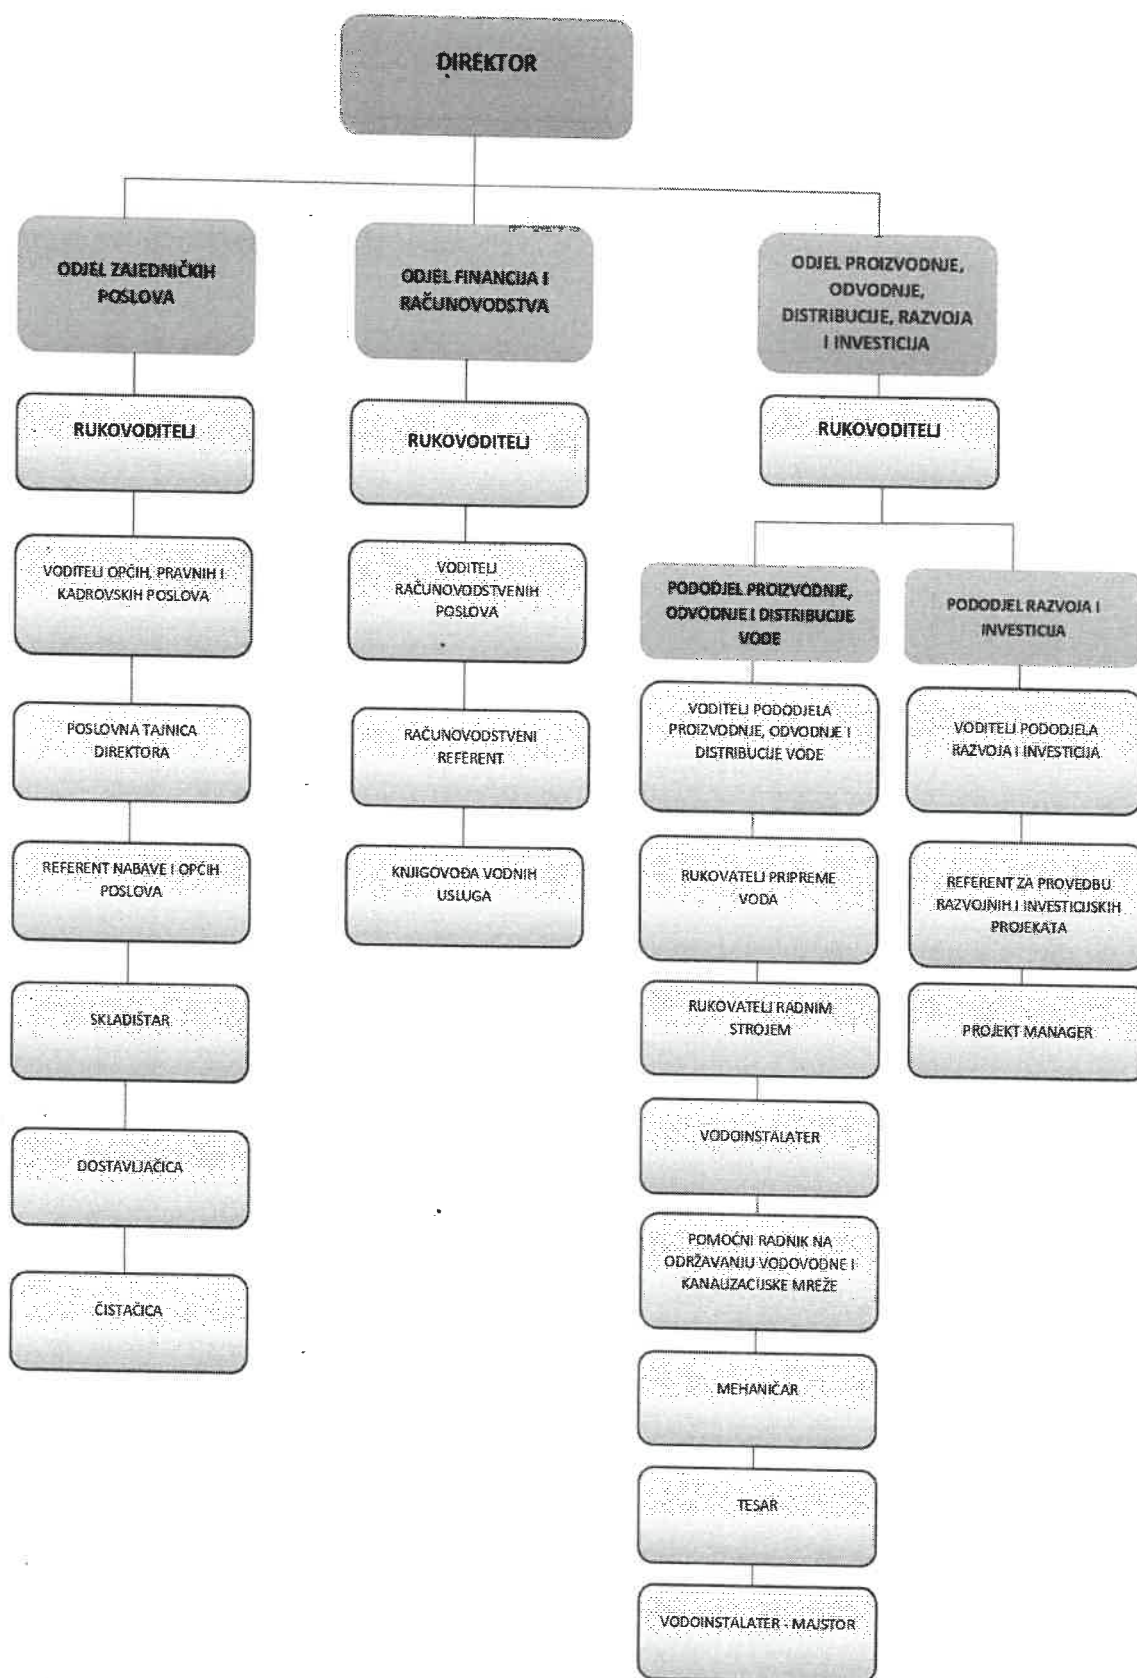 DIREKTOR
ODJEL ZAJEDNIČKIH
POSLOVA
RUKOVODITELJ
VODITELJ OPĆIH, PRAVNIH I
KADROVSKIH POSLOVA
POSLOVNA TAJNICA
DIREKTORA
REFERENT NABAVE I OPĆIH
POSLOVA
SKLADIŠTAR
DOSTAVLJAČICA
ČISTAČICA
ODJEL FINANCIJA I
RAČUNOVODSTVA
RUKOVODITELJ
VODITELJ
RAČUNOVODSTVENIH
POSLOVA
RAČUNOVODSTVENI
REFERENT
KNJIGOVOĐA VODNIH
USLUGA
ODJEL PROIZVODNJE,
ODVODNJE,
DISTRIBUCIJE, RAZVOJA
I INVESTICIJA
RUKOVODITELJ
PODODJEL PROIZVODNJE,
ODVODNJE I DISTRIBUCIJE
VODE
VODITELJ PODODJELA
PROIZVODNJE, ODVODNJE I
DISTRIBUCIJE VODE
RUKOVATELJ PRIPREME
VODA
RUKOVATELJ RADNIM
STROJEM
VODOINSTALATER
POMOĆNI RADNIK NA
ODRŽAVANJU VODOVODNE I
KANALIZACIJSKE MREŽE
MEHANIČAR
TESAR
VODOINSTALATER - MAJSTOR
PODODJEL RAZVOJA I
INVESTICIJA
VODITELJ PODODJELA
RAZVOJA I INVESTICIJA
REFERENT ZA PROVEDBU
RAZVOJNIH I INVESTICIJSKIH
PROJEKATA
PROJEKT MANAGER